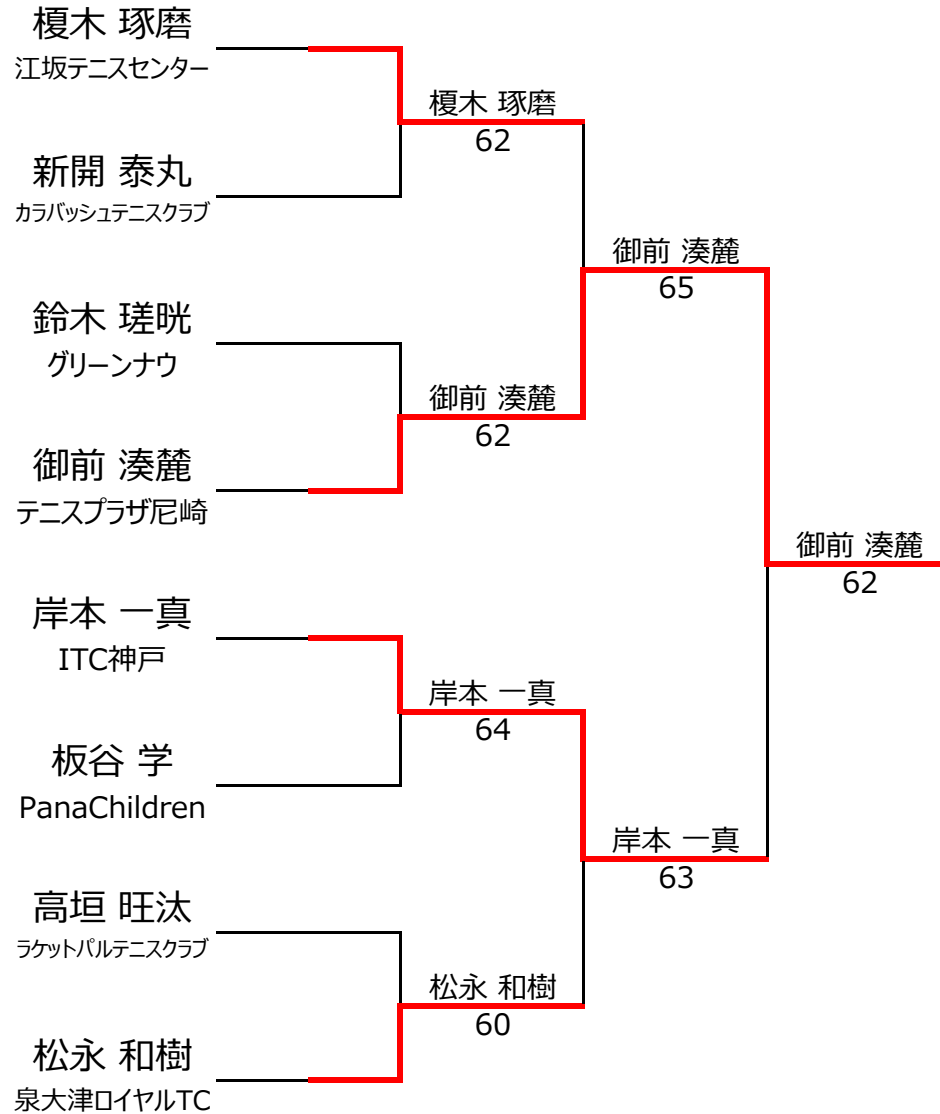 榎木 琢磨
江坂テニスセンター
新開 泰丸
カラバッシュテニスクラブ
鈴木 瑳晄
グリーンナウ
御前 湊麓
テニスプラザ尼崎
岸本 一真
ITC神戸
板谷 学
PanaChildren
高垣 旺汰
ラケットパルテニスクラブ
松永 和樹
泉大津ロイヤルTC
榎木 琢磨
62
御前 湊麓
62
岸本 一真
64
松永 和樹
60
御前 湊麓
65
岸本 一真
63
御前 湊麓
62